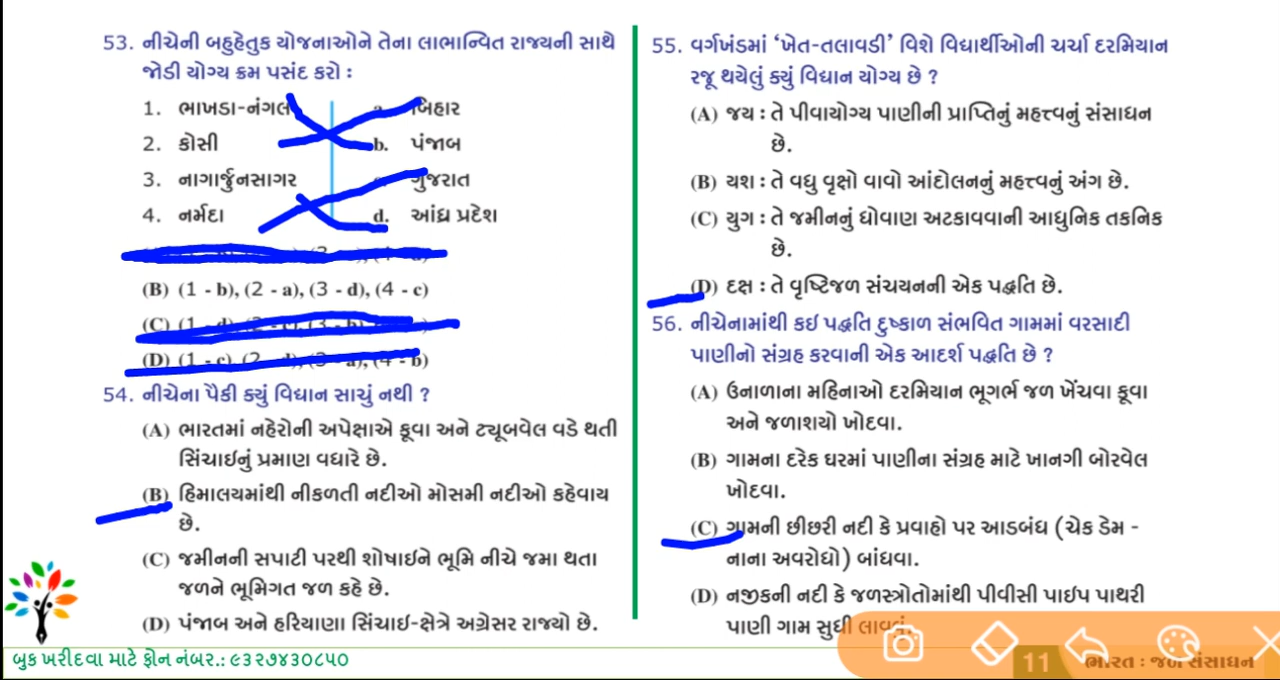 53. નીચેની બહુહેતુક યોજનાઓને તેના લાભાન્વિત રાજ્યની સાથે
જોડી યોગ્ય ક્રમ પસંદ કરો :
1. ભાખડા-નંગલ a. બિહાર
2. કોસી b. પંજાબ
3. નાગાર્જુનસાગર ગુજરાત
4. નર્મદા d. આંધ્ર પ્રદેશ
(B) (1 - b), (2 - a), (3 - d), (4 - c)
(C) (1 - d)
(D) (1 - c), (2 (4 - b)
54. નીચેના પૈકી ક્યું વિધાન સાચું નથી ?
(A) ભારતમાં નહેરોની અપેક્ષાએ કૂવા અને ટ્યૂબવેલ વડે થતી
સિંચાઇનું પ્રમાણ વધારે છે.
(B) હિમાલયમાંથી નીકળતી નદીઓ મોસમી નદીઓ કહેવાય
છે.
(C) જમીનની સપાટી પરથી શોષાઇને ભૂમિ નીચે જમા થતા
જળને ભૂમિગત જળ કહે છે.
(D) પંજાબ અને હરિયાણા સિંચાઇ-ક્ષેત્રે અગ્રેસર રાજ્યો છે.
બુક ખરીદવા માટે ફોન નંબર.: ૯૩૨૭૪૩૦૮૫૦
55. વર્ગખંડમાં ‘ખેત-તલાવડી’ વિશે વિદ્યાર્થીઓની ચર્ચા દરમિયાન
રજૂ થયેલું ક્યું વિધાન યોગ્ય છે ?
(A) જય : તે પીવાયોગ્ય પાણીની પ્રાપ્તિનું મહત્ત્વનું સંસાધન
છે.
(B) યશ : તે વધુ વૃક્ષો વાવો આંદોલનનું મહત્ત્વનું અંગ છે.
(C) યુગ : તે જમીનનું ધોવાણ અટકાવવાની આધુનિક તકનિક
છે.
(D) દક્ષ : તે વૃષ્ટિજળ સંચયનની એક પદ્ધતિ છે.
56. નીચેનામાંથી કઇ પદ્ધતિ દુષ્કાળ સંભવિત ગામમાં વરસાદી
પાણીનો સંગ્રહ કરવાની એક આદર્શ પદ્ધતિ છે ?
(A) ઉનાળાના મહિનાઓ દરમિયાન ભૂગર્ભ જળ ખેંચવા કૂવા
અને જળાશયો ખોદવા.
(B) ગામના દરેક ઘરમાં પાણીના સંગ્રહ માટે ખાનગી બોરવેલ
ખોદવા.
(C) ગામની છીછરી નદી કે પ્રવાહો પર આડબંધ (ચેક ડેમ -
નાના અવરોધો) બાંધવા.
(D) નજીકની નદી કે જળસ્ત્રોતોમાંથી પીવીસી પાઇપ પાથરી
પાણી ગામ સુધી લાવવું.
11 ભારત : જળ સંસાધન